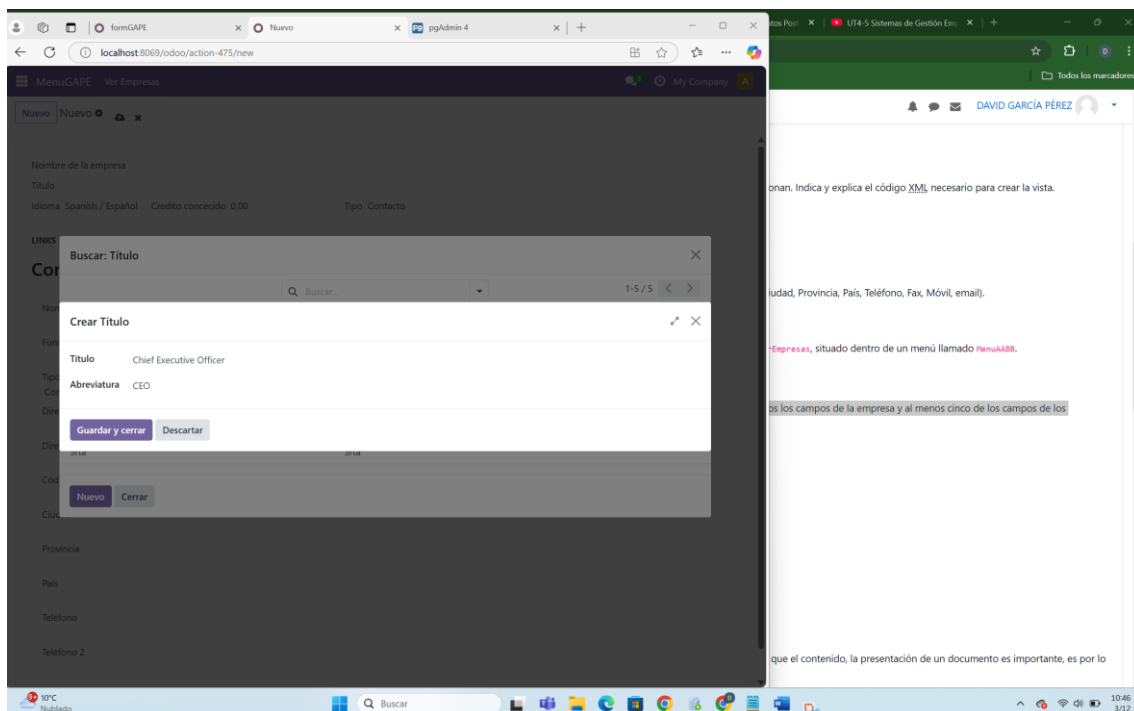 formGAPE
Nuevo
pgAdmin 4
tos Post
UT4-5 Sistemas de Gestión Em
localhost:8069/odoo/action-475/new
Todos los marcadores
MenuGAPE Ver Empresas
My Company A
Nuevo Nuevo
DAVID GARCÍA PÉREZ
Nombre de la empresa
Título
onan. Indica y explica el código XML necesario para crear la vista.
Idioma Spanish / Español Credito concecido 0,00 Tipo Contacto
LINKS
Buscar: Título
Buscar...
1-5 / 5
iudad, Provincia, País, Teléfono, Fax, Móvil, email).
Crear Título
Título Chief Executive Officer
-Empresas, situado dentro de un menú llamado MenuAABB.
Abreviatura CEO
os los campos de la empresa y al menos cinco de los campos de los
Guardar y cerrar Descartar
Srta Srta
Nuevo Cerrar
Provincia
País
Teléfono
Teléfono 2
que el contenido, la presentación de un documento es importante, es por lo
10°C
Nublado
Buscar
10:46
3/12